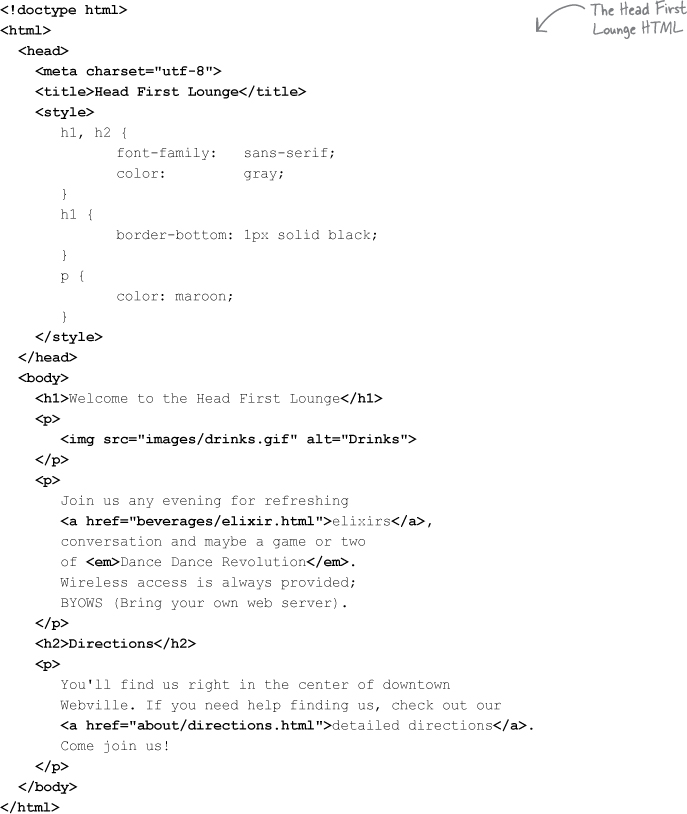 The Head First
Lounge HTML
<!doctype html>
<html>
  <head>
    <meta charset="utf-8">
    <title>Head First Lounge</title>
    <style>
       h1, h2 {
              font-family:   sans-serif;
              color:         gray;
       }
       h1 {
              border-bottom: 1px solid black;
       }
       p {
              color: maroon;
       }
    </style>
  </head>
  <body>
    <h1>Welcome to the Head First Lounge</h1>
    <p>
       <img src="images/drinks.gif" alt="Drinks">
    </p>
    <p>
       Join us any evening for refreshing
       <a href="beverages/elixir.html">elixirs</a>,
       conversation and maybe a game or two
       of <em>Dance Dance Revolution</em>.
       Wireless access is always provided;
       BYOWS (Bring your own web server).
    </p>
    <h2>Directions</h2>
    <p>
       You'll find us right in the center of downtown
       Webville. If you need help finding us, check out our
       <a href="about/directions.html">detailed directions</a>.
       Come join us!
    </p>
  </body>
</html>